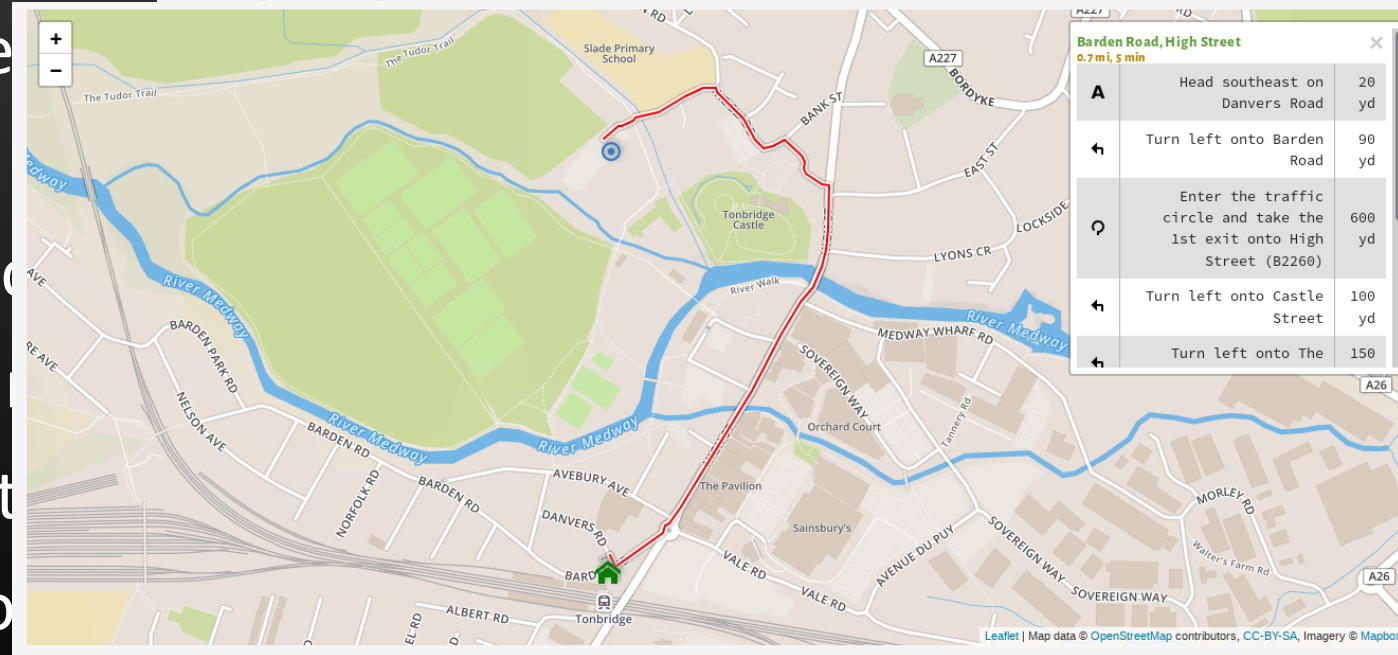 +
−
The Tudor Trail
The Tudor Trail
Slade Primary
School
A227
A227
BORDYKE
BANK ST
EAST ST
LOCKSIDE
LYONS CR
Tonbridge
Castle
River Walk
River Medway
River Medway
River Medway
River Medway
MEDWAY WHARF RD
SOVEREIGN WAY
Tannery Rd
Orchard Court
BARDEN PARK RD
NELSON AVE
AVE
BARDEN RD
NORFOLK RD
BARDEN RD
AVEBURY AVE
DANVERS RD
The Pavilion
Sainsbury's
VALE RD
VALE RD
AVENUE DU PUY
SOVEREIGN WAY
SOVEREIGN WAY
MORLEY RD
Walter's Farm Rd
A26
A26
BARD
Tonbridge
ALBERT RD
Barden Road, High Street
0.7 mi, 5 min
×
A
Head southeast on
Danvers Road
20
yd
Turn left onto Barden
Road
90
yd
Enter the traffic
circle and take the
1st exit onto High
Street (B2260)
600
yd
Turn left onto Castle
Street
100
yd
Turn left onto The
150
Leaflet | Map data © OpenStreetMap contributors, CC-BY-SA, Imagery © Mapbox